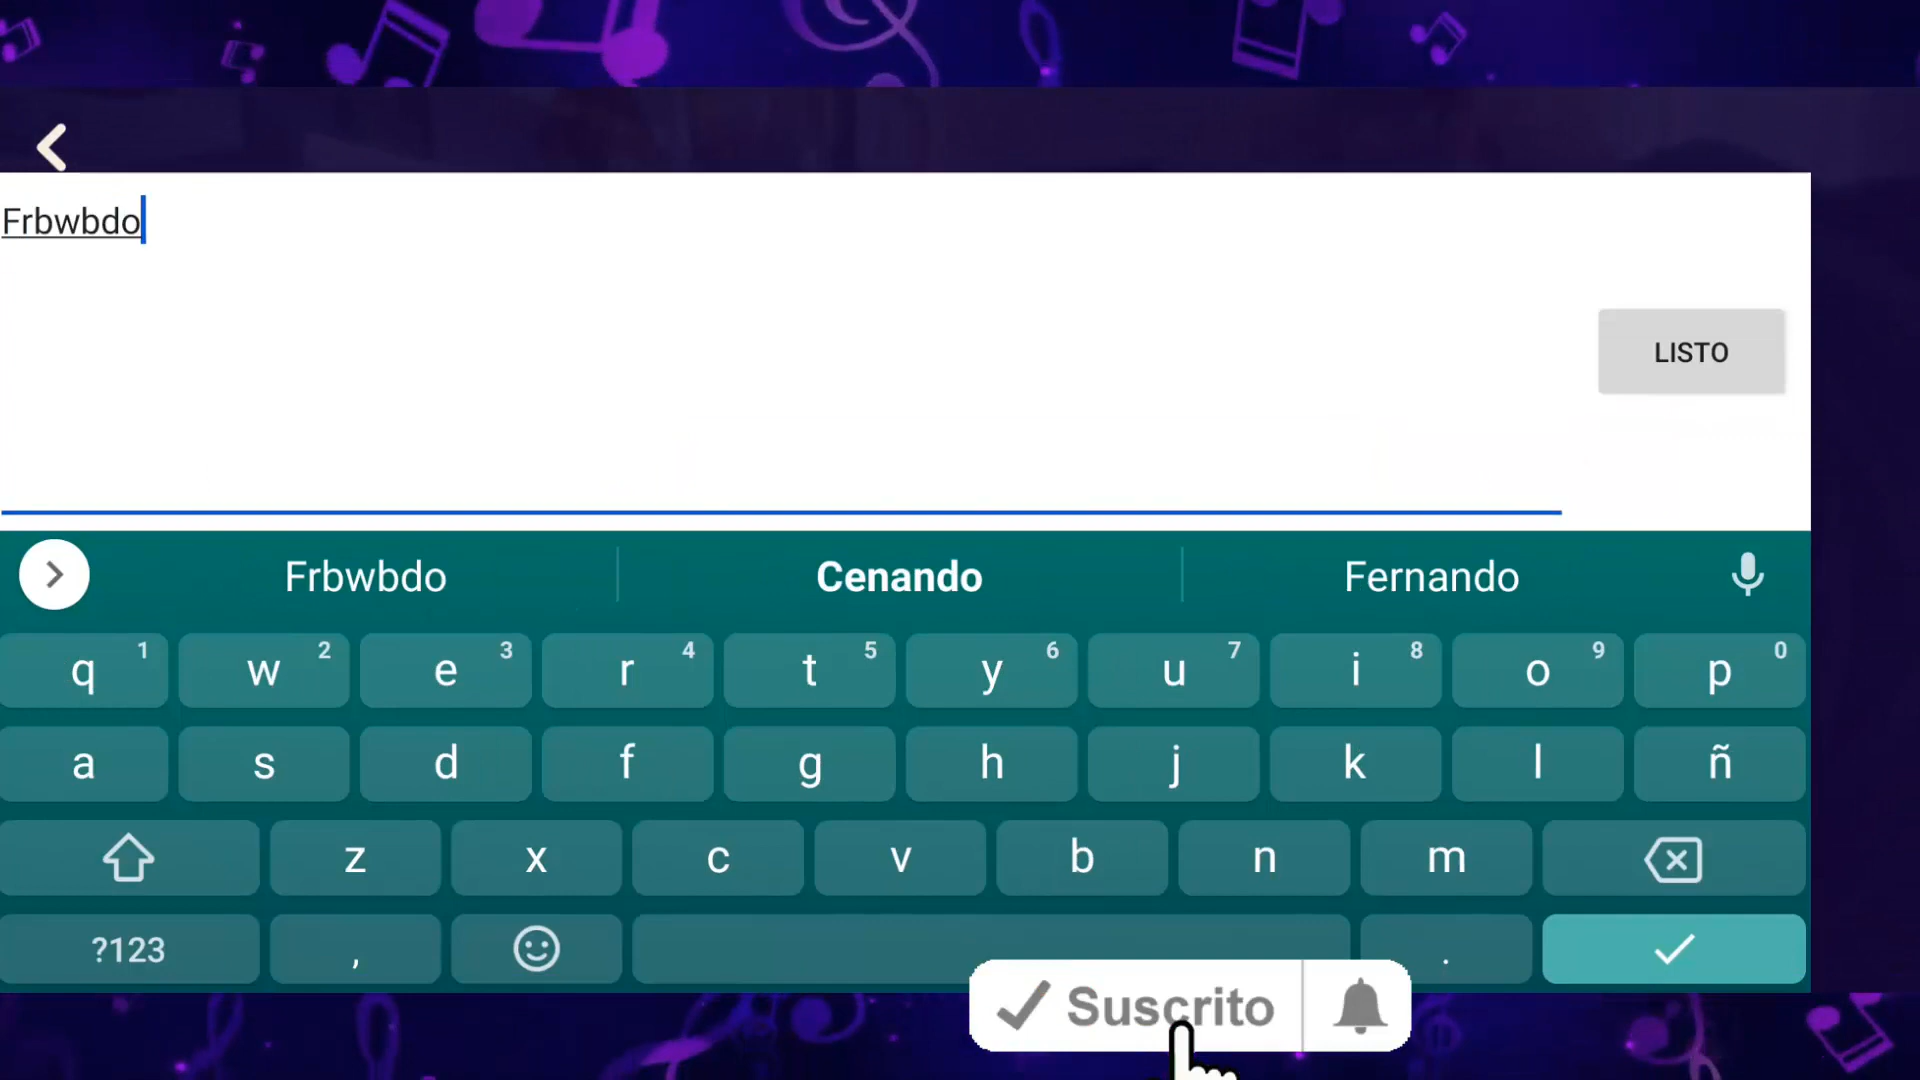 Frbwbdo
LISTO
Frbwbdo Cenando Fernando
q 1 w 2 e 3 r 4 t 5 y 6 u 7 i 8 o 9 p 0
a s d f g h j k l ñ
z x c v b n m
?123 , .
Suscrito